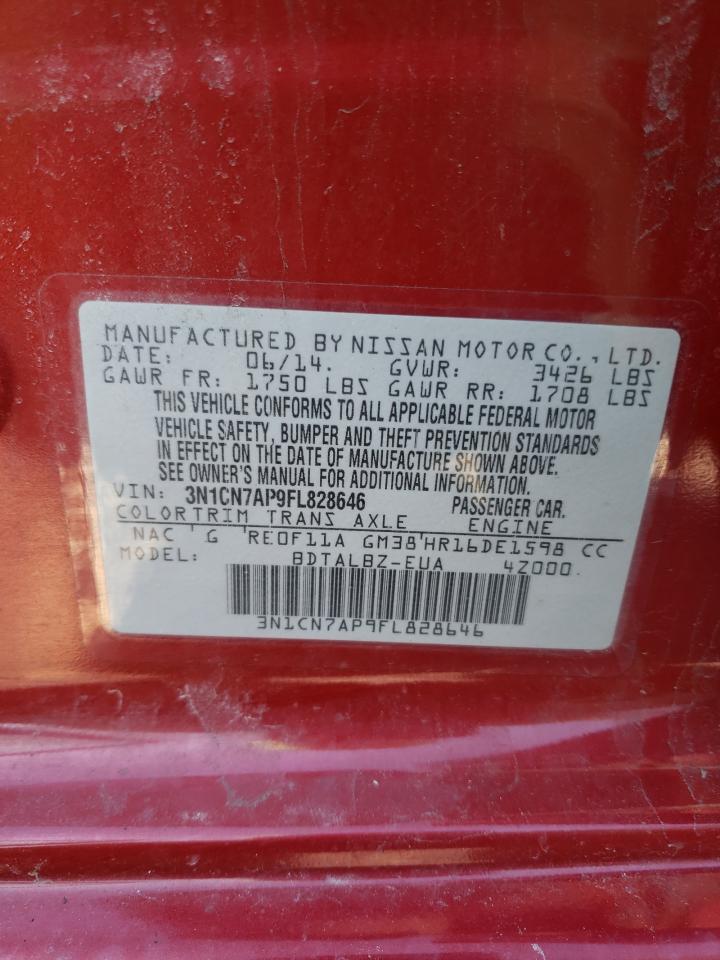 MANUFACTURED BY NISSAN MOTOR CO., LTD.
DATE: 06/14. GVWR: 3426 LBS
GAWR FR: 1750 LBS GAWR RR: 1708 LBS
THIS VEHICLE CONFORMS TO ALL APPLICABLE FEDERAL MOTOR
VEHICLE SAFETY, BUMPER AND THEFT PREVENTION STANDARDS
IN EFFECT ON THE DATE OF MANUFACTURE SHOWN ABOVE.
SEE OWNER'S MANUAL FOR ADDITIONAL INFORMATION.
VIN: 3N1CN7AP9FL828646 PASSENGER CAR.
COLORTRIM TRANS AXLE ENGINE
NAC ' G 'RE0F11A GM38'HR16DE1598 CC
MODEL: BDTALBZ-EUA 4Z000.
3N1CN7AP9FL828646